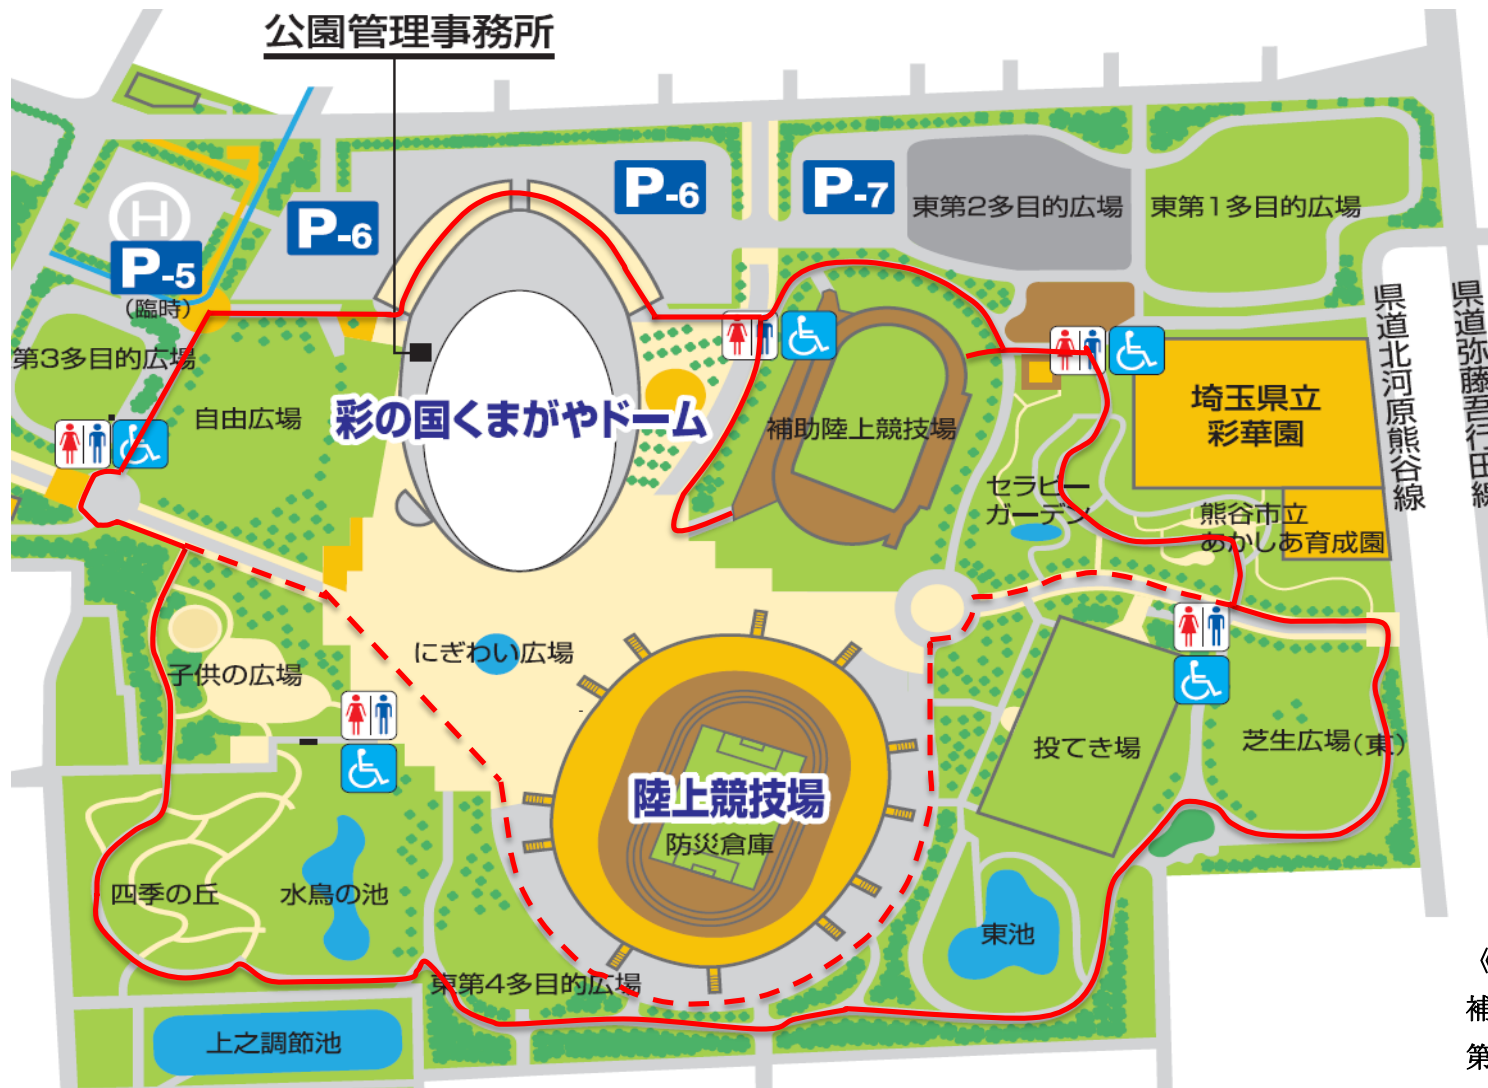 公園管理事務所
P-6
P-7
東第2多目的広場
東第1多目的広場
P-6
H
P-5
(臨時)
県道北河原熊谷線
県道弥藤吾行田線
第3多目的広場
自由広場
彩の国くまがやドーム
補助陸上競技場
埼玉県立
彩華園
セラピー
ガーデン
熊谷市立
あかしあ育成園
にぎわい広場
子供の広場
投てき場
芝生広場(東)
陸上競技場
防災倉庫
四季の丘
水鳥の池
東池
東第4多目的広場
上之調節池
《
補
第